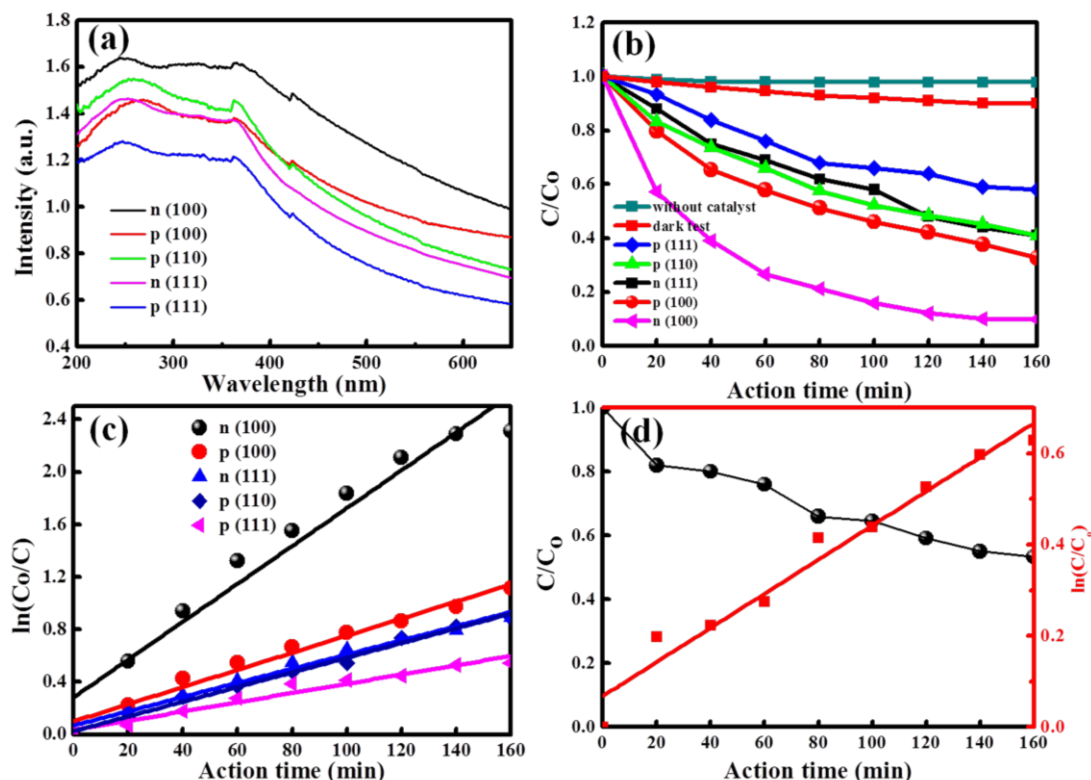 (a)
Intensity (a.u.)
1.8
1.6
1.4
1.2
1.0
0.8
0.6
0.4
n (100)
p (100)
p (110)
n (111)
p (111)
200 300 400 500 600
Wavelength (nm)
(b)
C/Co
1.2
1.0
0.8
0.6
0.4
0.2
0.0
without catalyst
dark test
p (111)
p (110)
n (111)
p (100)
n (100)
0 20 40 60 80 100 120 140 160
Action time (min)
(c)
ln(Co/C)
2.4
2.0
1.6
1.2
0.8
0.4
0.0
n (100)
p (100)
n (111)
p (110)
p (111)
0 20 40 60 80 100 120 140 160
Action time (min)
(d)
C/Co
1.0
0.8
0.6
0.4
0.2
0.0
0 20 40 60 80 100 120 140 160
Action time (min)
0.6
0.4
0.2
0.0
ln(C/Co)